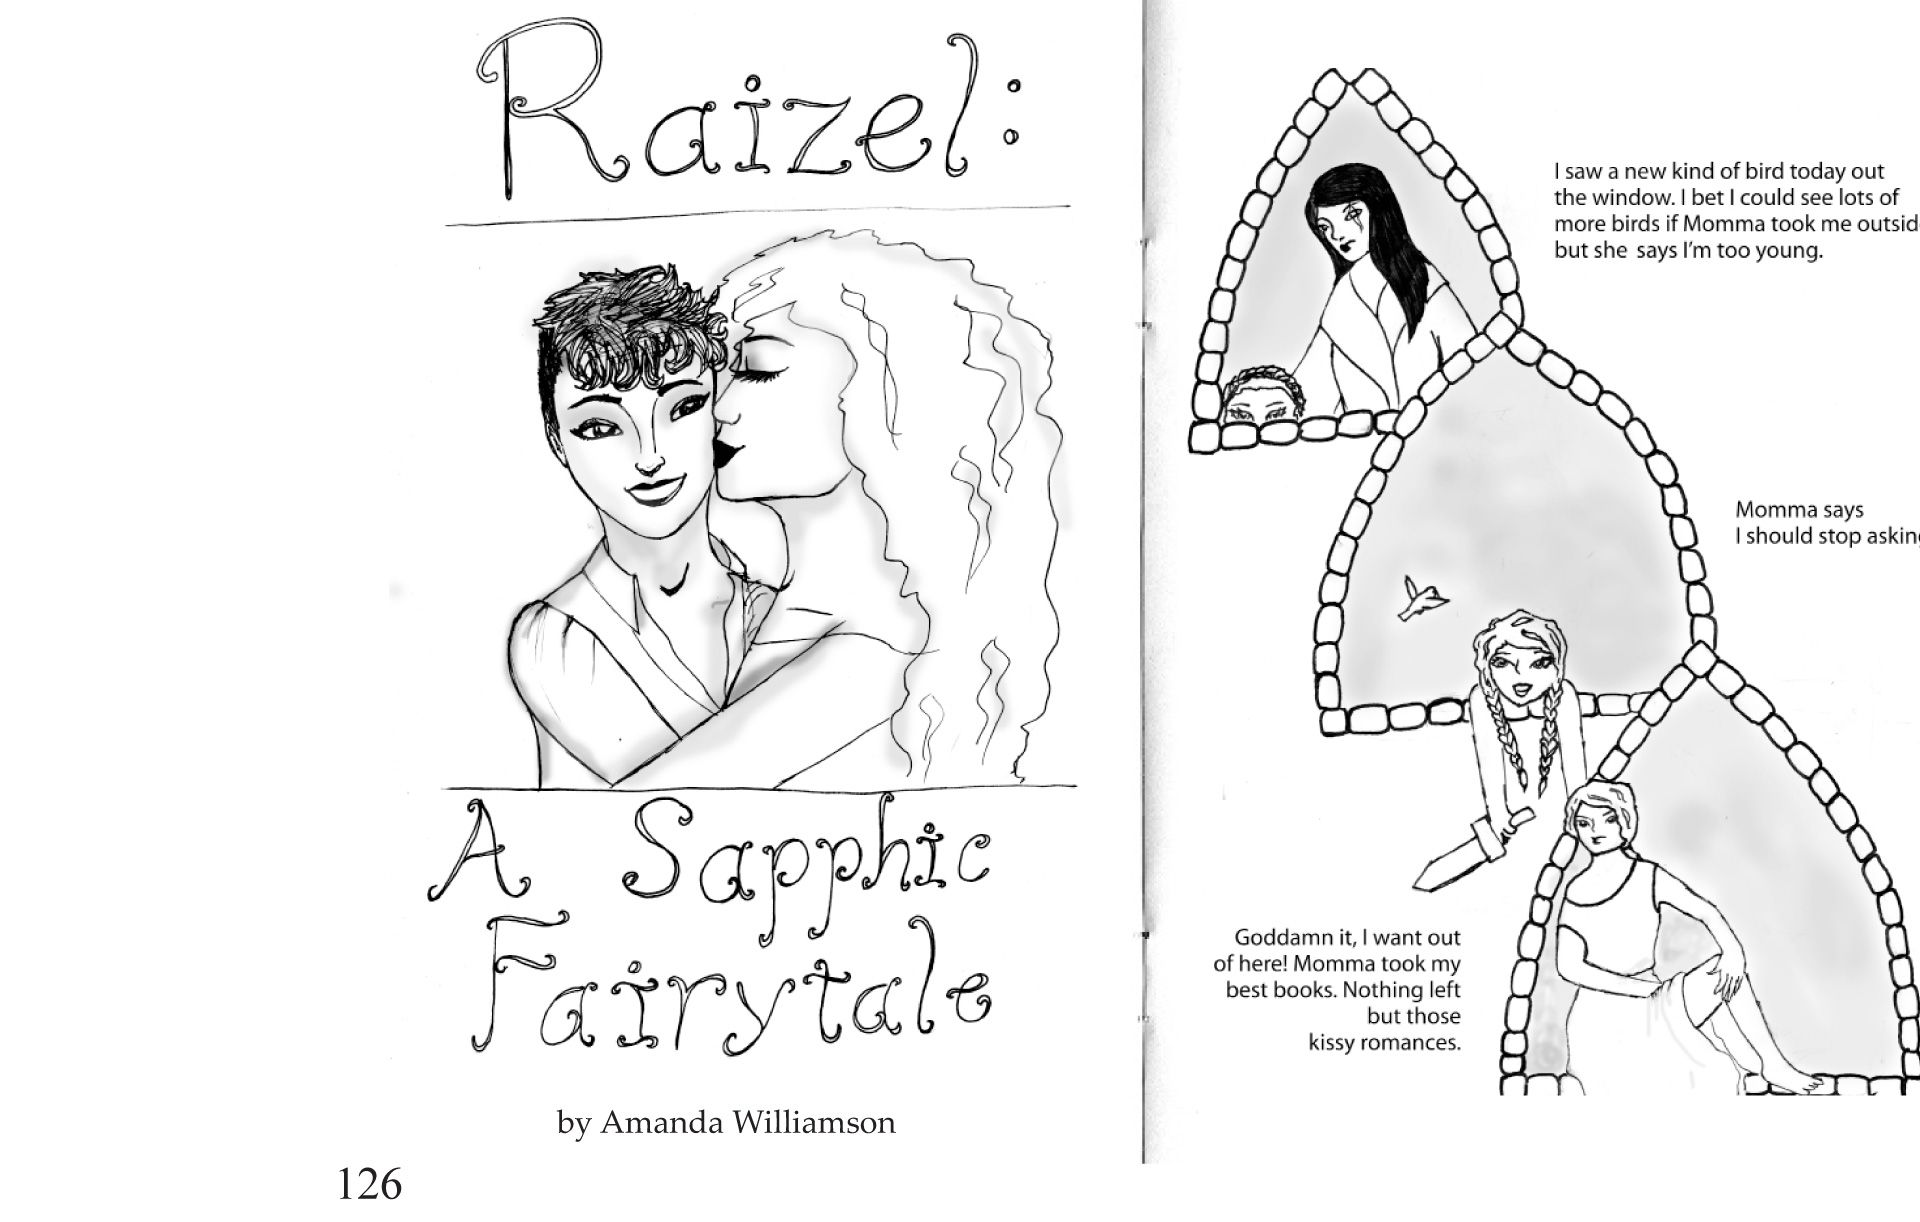 Raizel:
A Sapphic
Fairytale
by Amanda Williamson
126
I saw a new kind of bird today out
the window. I bet I could see lots of
more birds if Momma took me outsid
but she says I'm too young.
Momma says
I should stop asking
Goddamn it, I want out
of here! Momma took my
best books. Nothing left
but those
kissy romances.